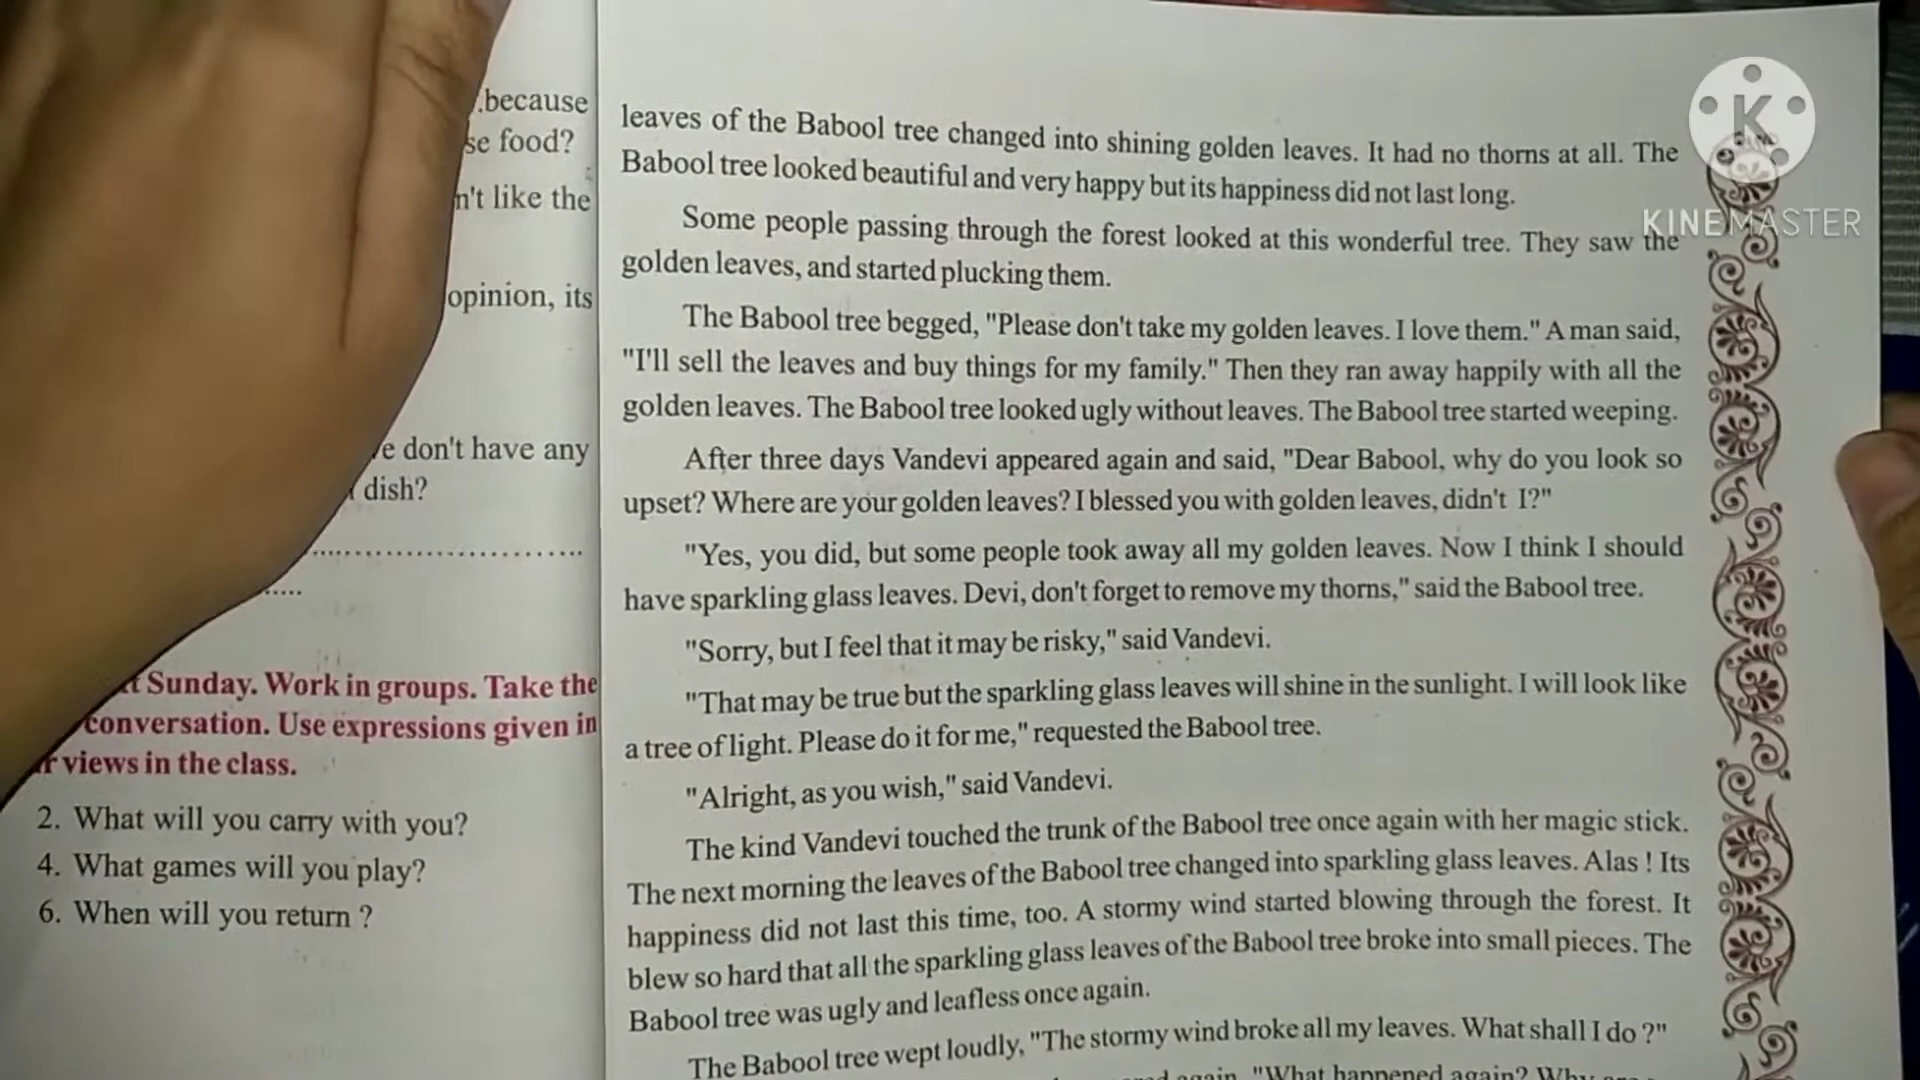 because
se food?
n't like the
opinion, its
e don't have any
dish?
Sunday. Work in groups. Take the
conversation. Use expressions given in
views in the class.
2. What will you carry with you?
4. What games will you play?
6. When will you return ?
leaves of the Babool tree changed into shining golden leaves. It had no thorns at all. The
Babool tree looked beautiful and very happy but its happiness did not last long.
Some people passing through the forest looked at this wonderful tree. They saw the
golden leaves, and started plucking them.
The Babool tree begged, "Please don't take my golden leaves. I love them." A man said,
"I'll sell the leaves and buy things for my family." Then they ran away happily with all the
golden leaves. The Babool tree looked ugly without leaves. The Babool tree started weeping.
After three days Vandevi appeared again and said, "Dear Babool, why do you look so
upset? Where are your golden leaves? I blessed you with golden leaves, didn't I?"
"Yes, you did, but some people took away all my golden leaves. Now I think I should
have sparkling glass leaves. Devi, don't forget to remove my thorns," said the Babool tree.
"Sorry, but I feel that it may be risky," said Vandevi.
"That may be true but the sparkling glass leaves will shine in the sunlight. I will look like
a tree of light. Please do it for me," requested the Babool tree.
"Alright, as you wish," said Vandevi.
The kind Vandevi touched the trunk of the Babool tree once again with her magic stick.
The next morning the leaves of the Babool tree changed into sparkling glass leaves. Alas ! Its
happiness did not last this time, too. A stormy wind started blowing through the forest. It
blew so hard that all the sparkling glass leaves of the Babool tree broke into small pieces. The
Babool tree was ugly and leafless once again.
The Babool tree wept loudly, "The stormy wind broke all my leaves. What shall I do ?"
again, "What happened again? Why
K
KINEMASTER